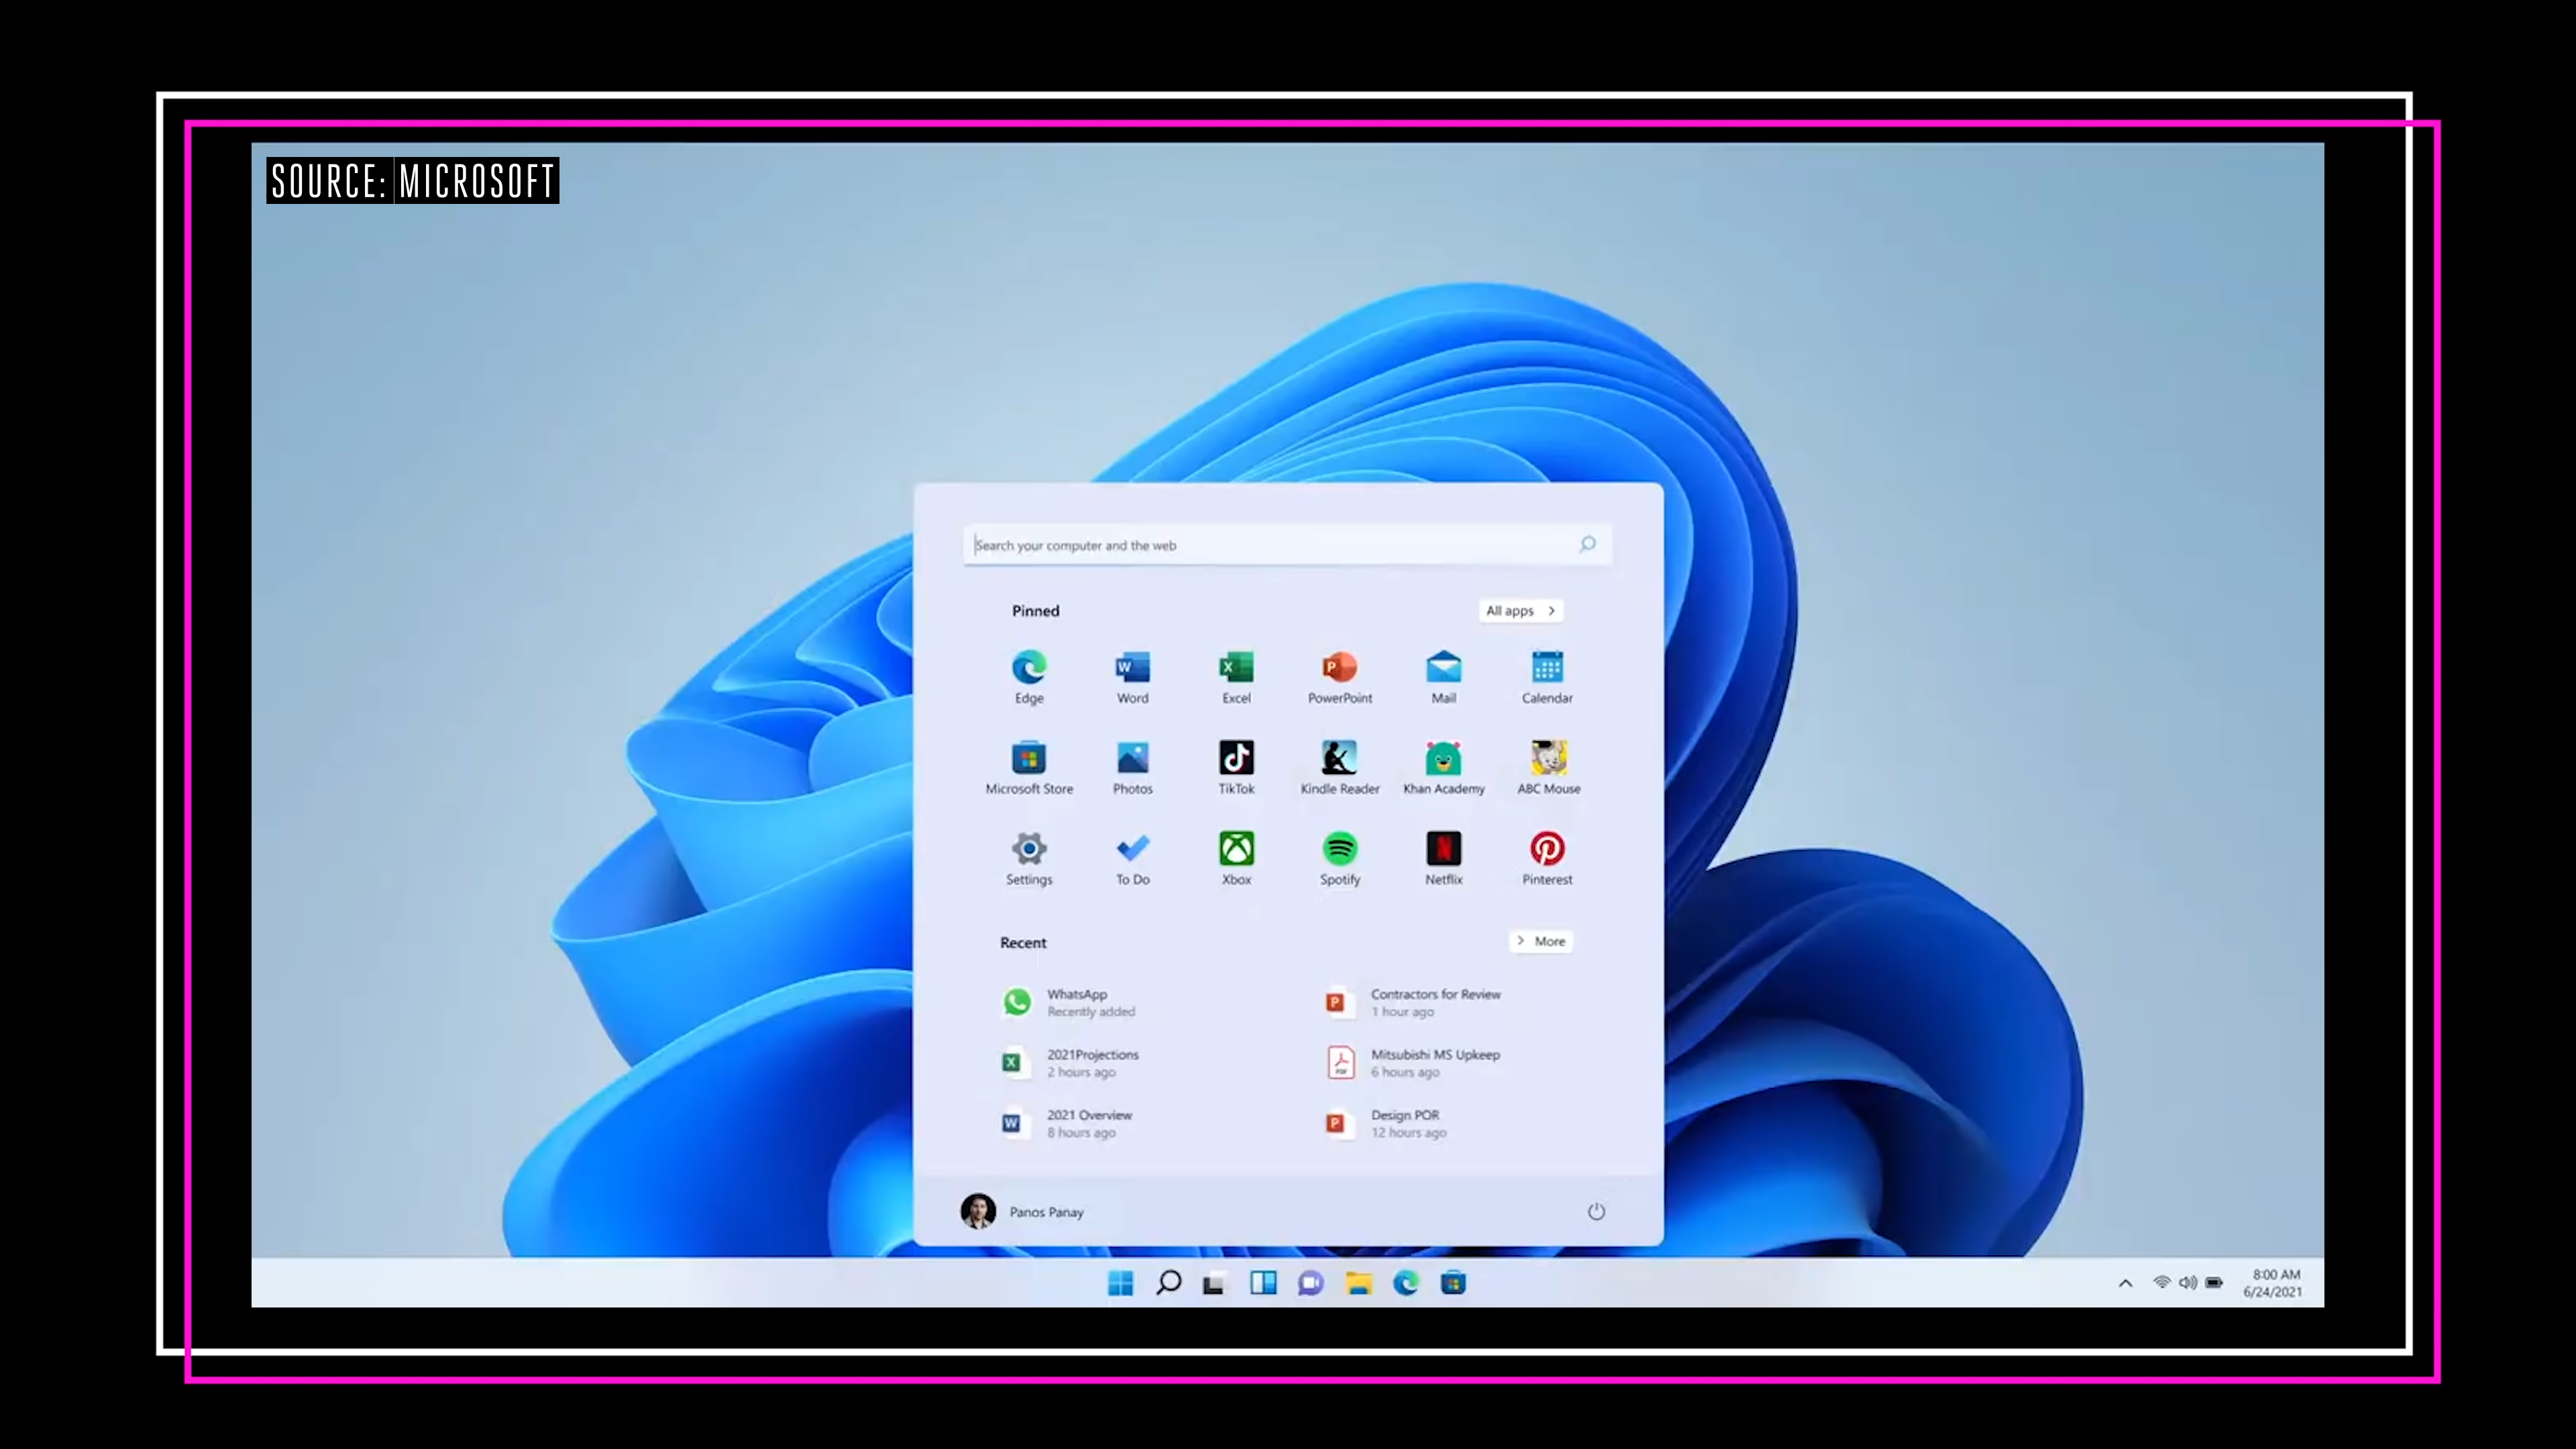 SOURCE: MICROSOFT
Search your computer and the web
Pinned
All apps
Edge
Word
Excel
PowerPoint
Mail
Calendar
Microsoft Store
Photos
TikTok
Kindle Reader
Khan Academy
ABC Mouse
Settings
To Do
Xbox
Spotify
Netflix
Pinterest
Recent
More
WhatsApp
Recently added
Contractors for Review
1 hour ago
2021Projections
2 hours ago
Mitsubishi MS Upkeep
6 hours ago
2021 Overview
8 hours ago
Design POR
12 hours ago
Panos Panay
8:00 AM
6/24/2021